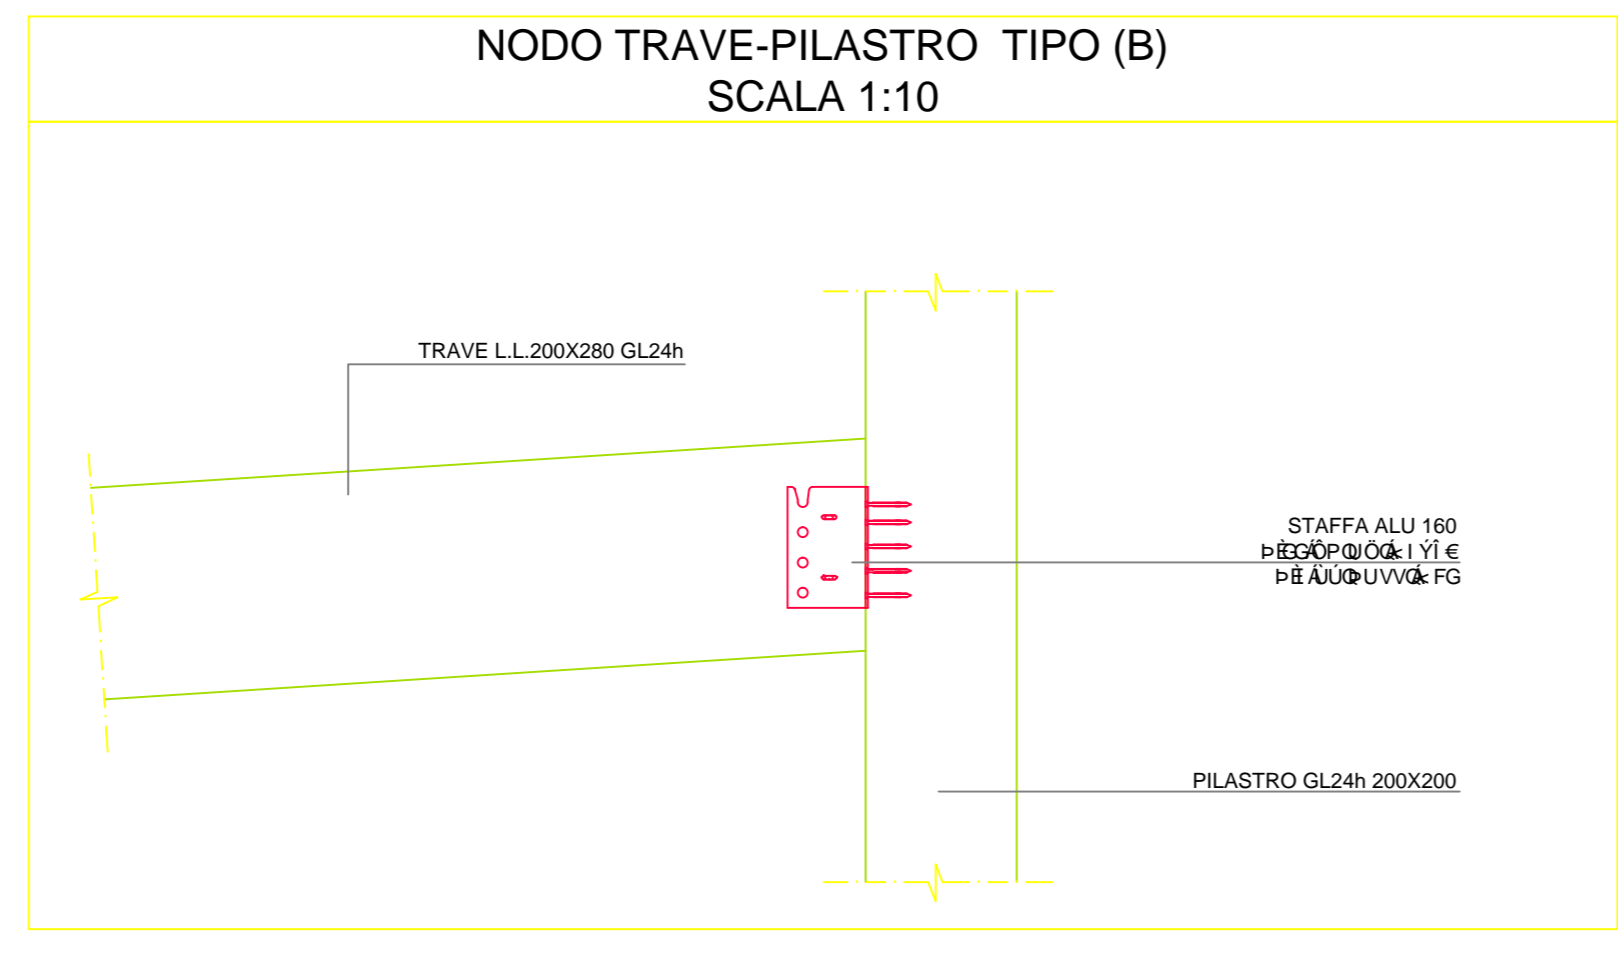 NODO TRAVE-PILASTRO TIPO (B)
SCALA 1:10
TRAVE L.L.200X280 GL24h
STAFFA ALU 160
PILASTRO GL24h 200X200